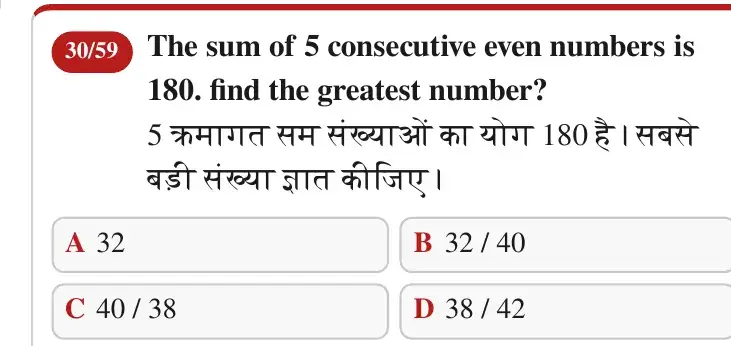 30/59 The sum of 5 consecutive even numbers is
180. find the greatest number?
5 क्रमागत सम संख्याओं का योग 180 है। सबसे
बड़ी संख्या ज्ञात कीजिए।
A 32
B 32 / 40
C 40 / 38
D 38 / 42